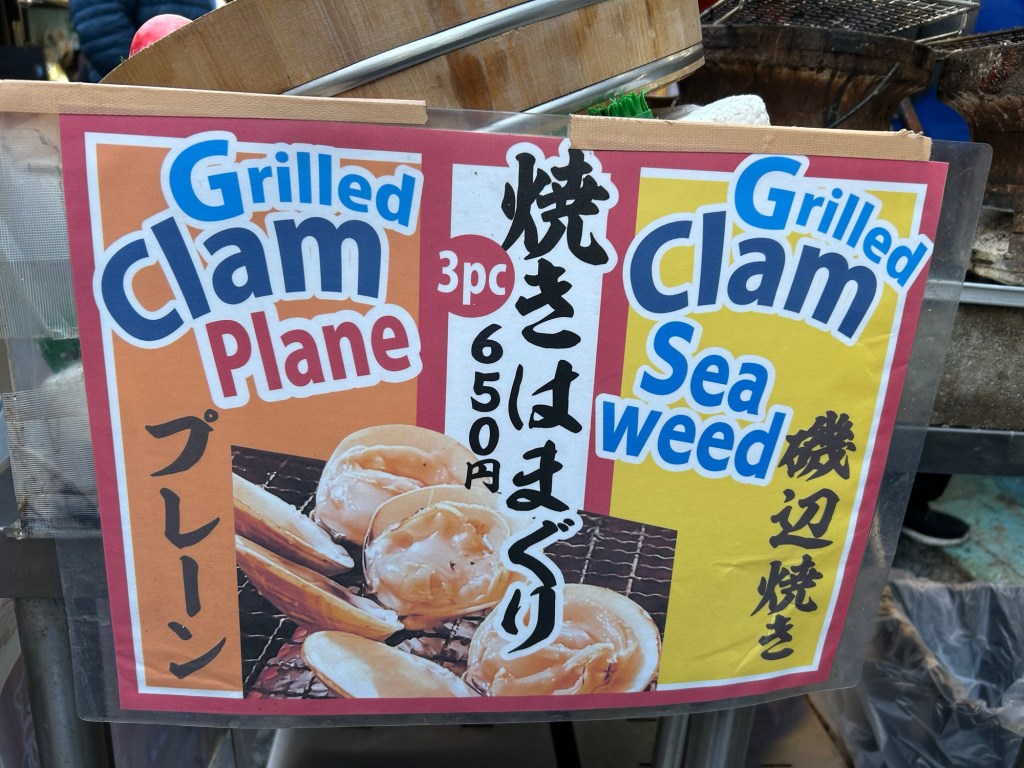 Grilled
Clam
Plane
プレーン
焼きはまぐり
3pc
650円
Grilled
Clam
Sea
weed
磯辺焼き